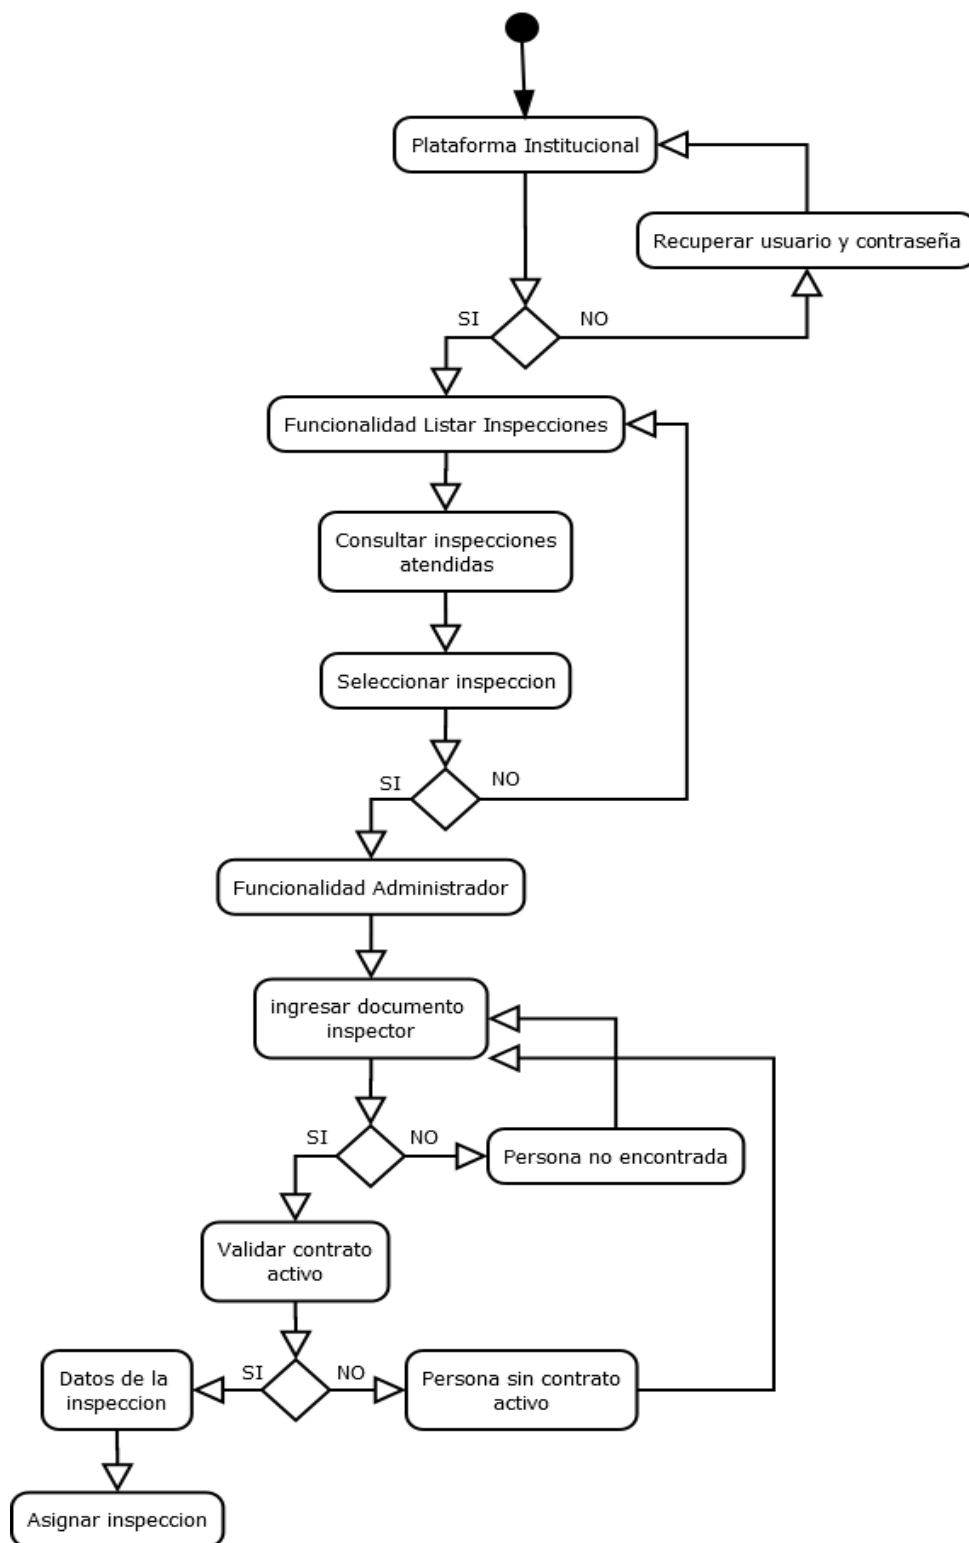 Plataforma Institucional
Recuperar usuario y contraseña
SI
NO
Funcionalidad Listar Inspecciones
Consultar inspecciones
atendidas
Seleccionar inspeccion
SI
NO
Funcionalidad Administrador
ingresar documento
inspector
SI
NO
Persona no encontrada
Validar contrato
activo
Datos de la
inspeccion
SI
NO
Persona sin contrato
activo
Asignar inspeccion